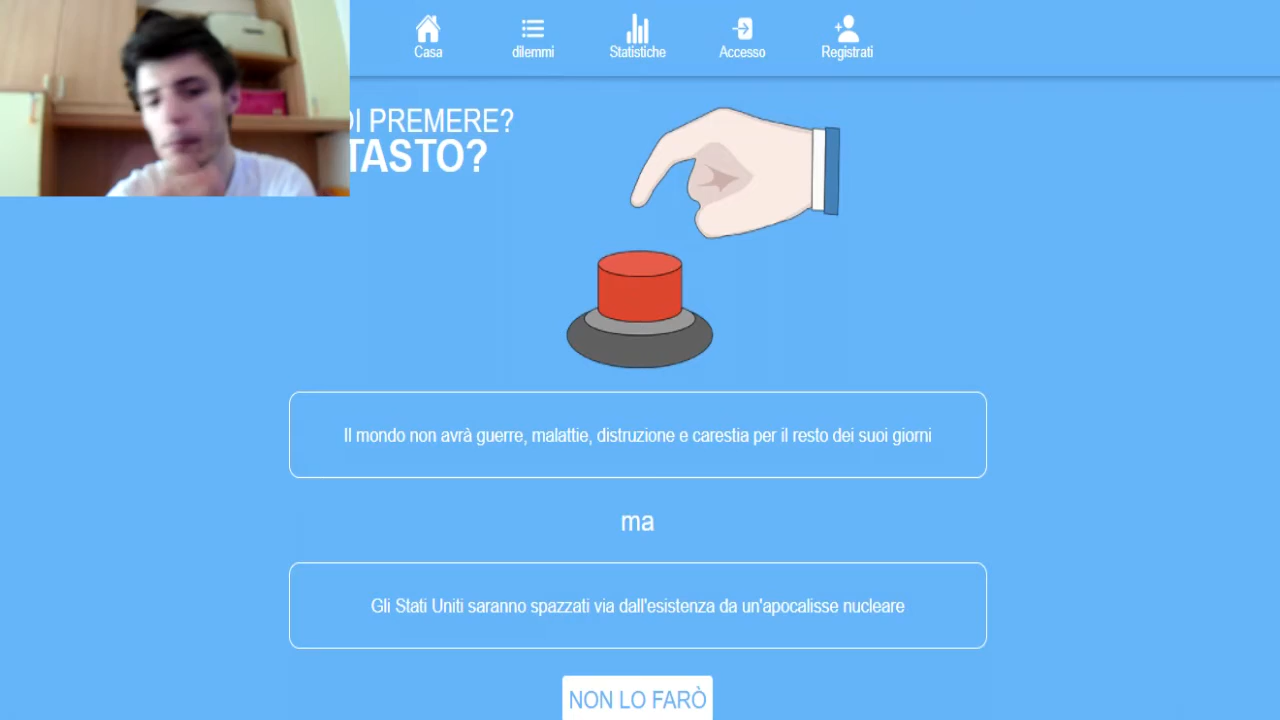 Casa
dilemmi
Statistiche
Accesso
Registrati
DI PREMERE?
TASTO?
Il mondo non avrà guerre, malattie, distruzione e carestia per il resto dei suoi giorni
ma
Gli Stati Uniti saranno spazzati via dall'esistenza da un'apocalisse nucleare
NON LO FARÒ